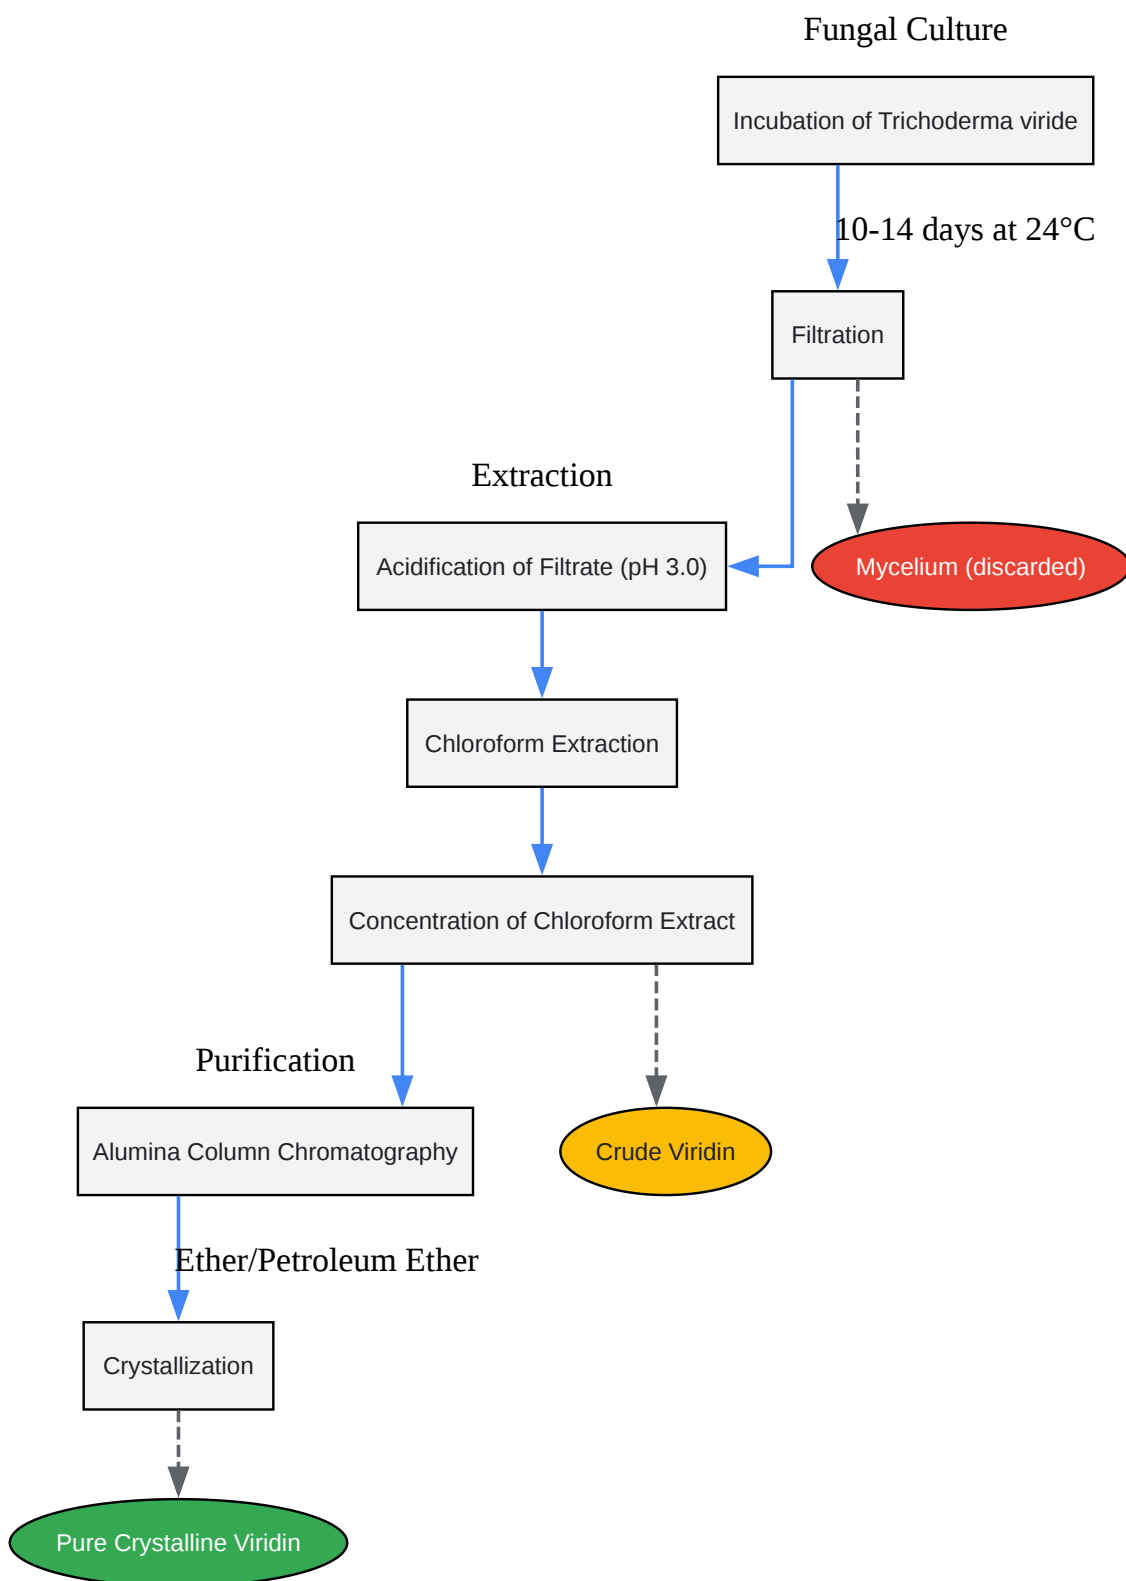 Fungal Culture
Incubation of Trichoderma viride
10-14 days at 24°C
Filtration
Extraction
Acidification of Filtrate (pH 3.0)
Mycelium (discarded)
Chloroform Extraction
Concentration of Chloroform Extract
Purification
Alumina Column Chromatography
Crude Viridin
Ether/Petroleum Ether
Crystallization
Pure Crystalline Viridin